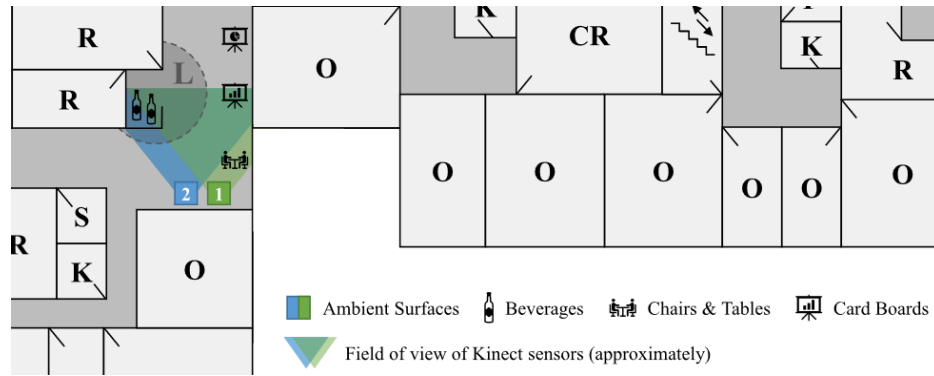 R
L
O
K
CR
K
R
R
2
1
O
O
O
O
O
O
S
R
K
O
Ambient Surfaces
Beverages
Chairs & Tables
Card Boards
Field of view of Kinect sensors (approximately)